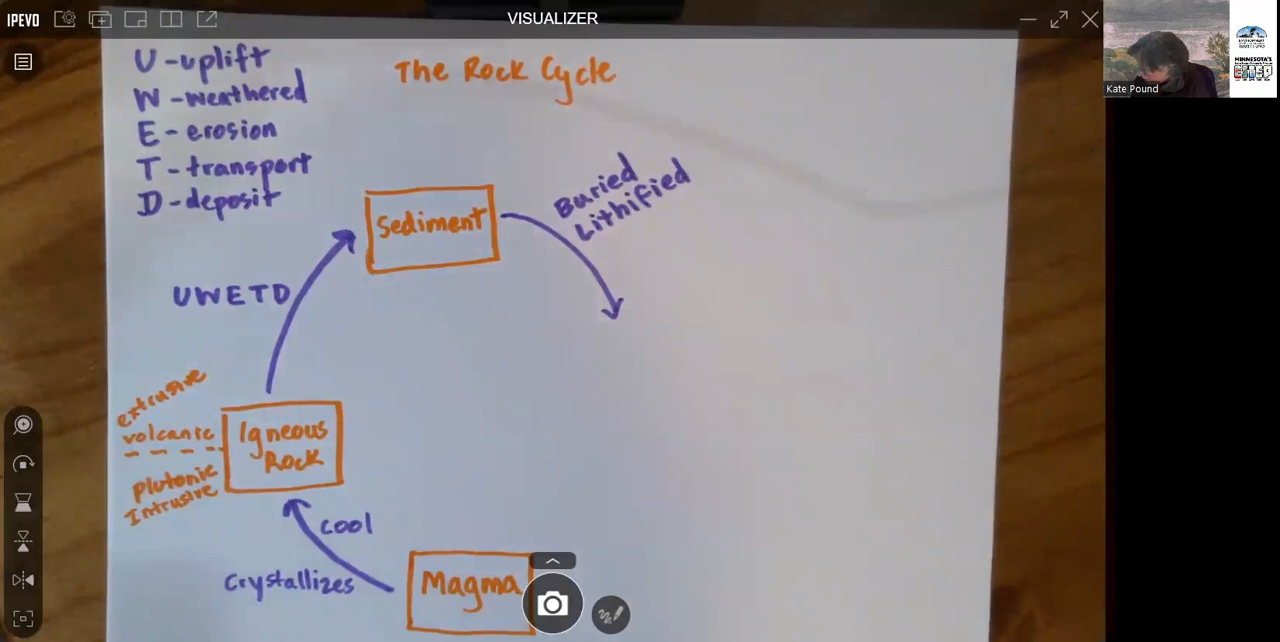 IPEVO
VISUALIZER
Kate Pound
MINNESOTA'S
U - uplift
W - weathered
E - erosion
T - transport
D - deposit
The Rock Cycle
Sediment
Buried
Lithified
UWETD
extrusive
volcanic
Plutonic
Intrusive
Igneous
Rock
Cool
Crystallizes
Magma